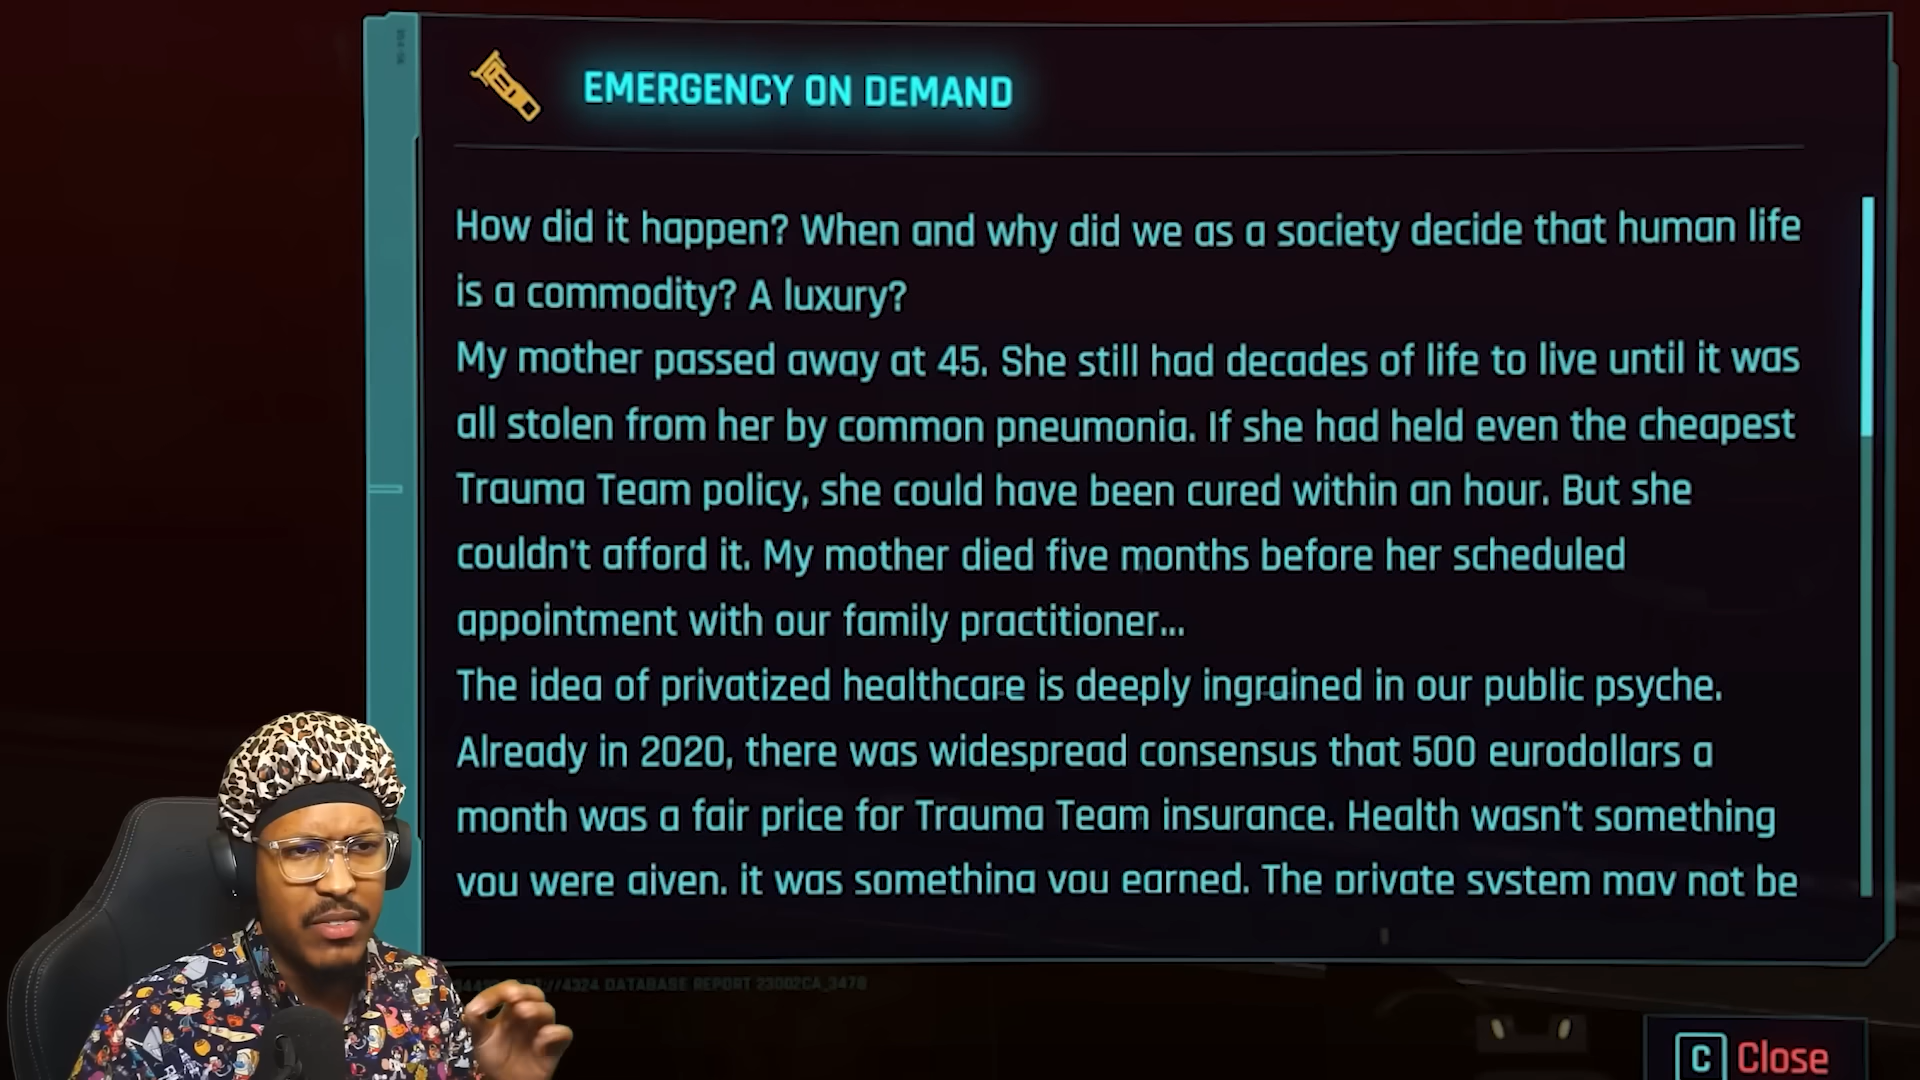 EMERGENCY ON DEMAND
How did it happen? When and why did we as a society decide that human life
is a commodity? A luxury?
My mother passed away at 45. She still had decades of life to live until it was
all stolen from her by common pneumonia. If she had held even the cheapest
Trauma Team policy, she could have been cured within an hour. But she
couldn't afford it. My mother died five months before her scheduled
appointment with our family practitioner...
The idea of privatized healthcare is deeply ingrained in our public psyche.
Already in 2020, there was widespread consensus that 500 eurodollars a
month was a fair price for Trauma Team insurance. Health wasn't something
you were given, it was something you earned. The private system may not be
//4324 DATABASE REPORT 23002CA_3478
C Close